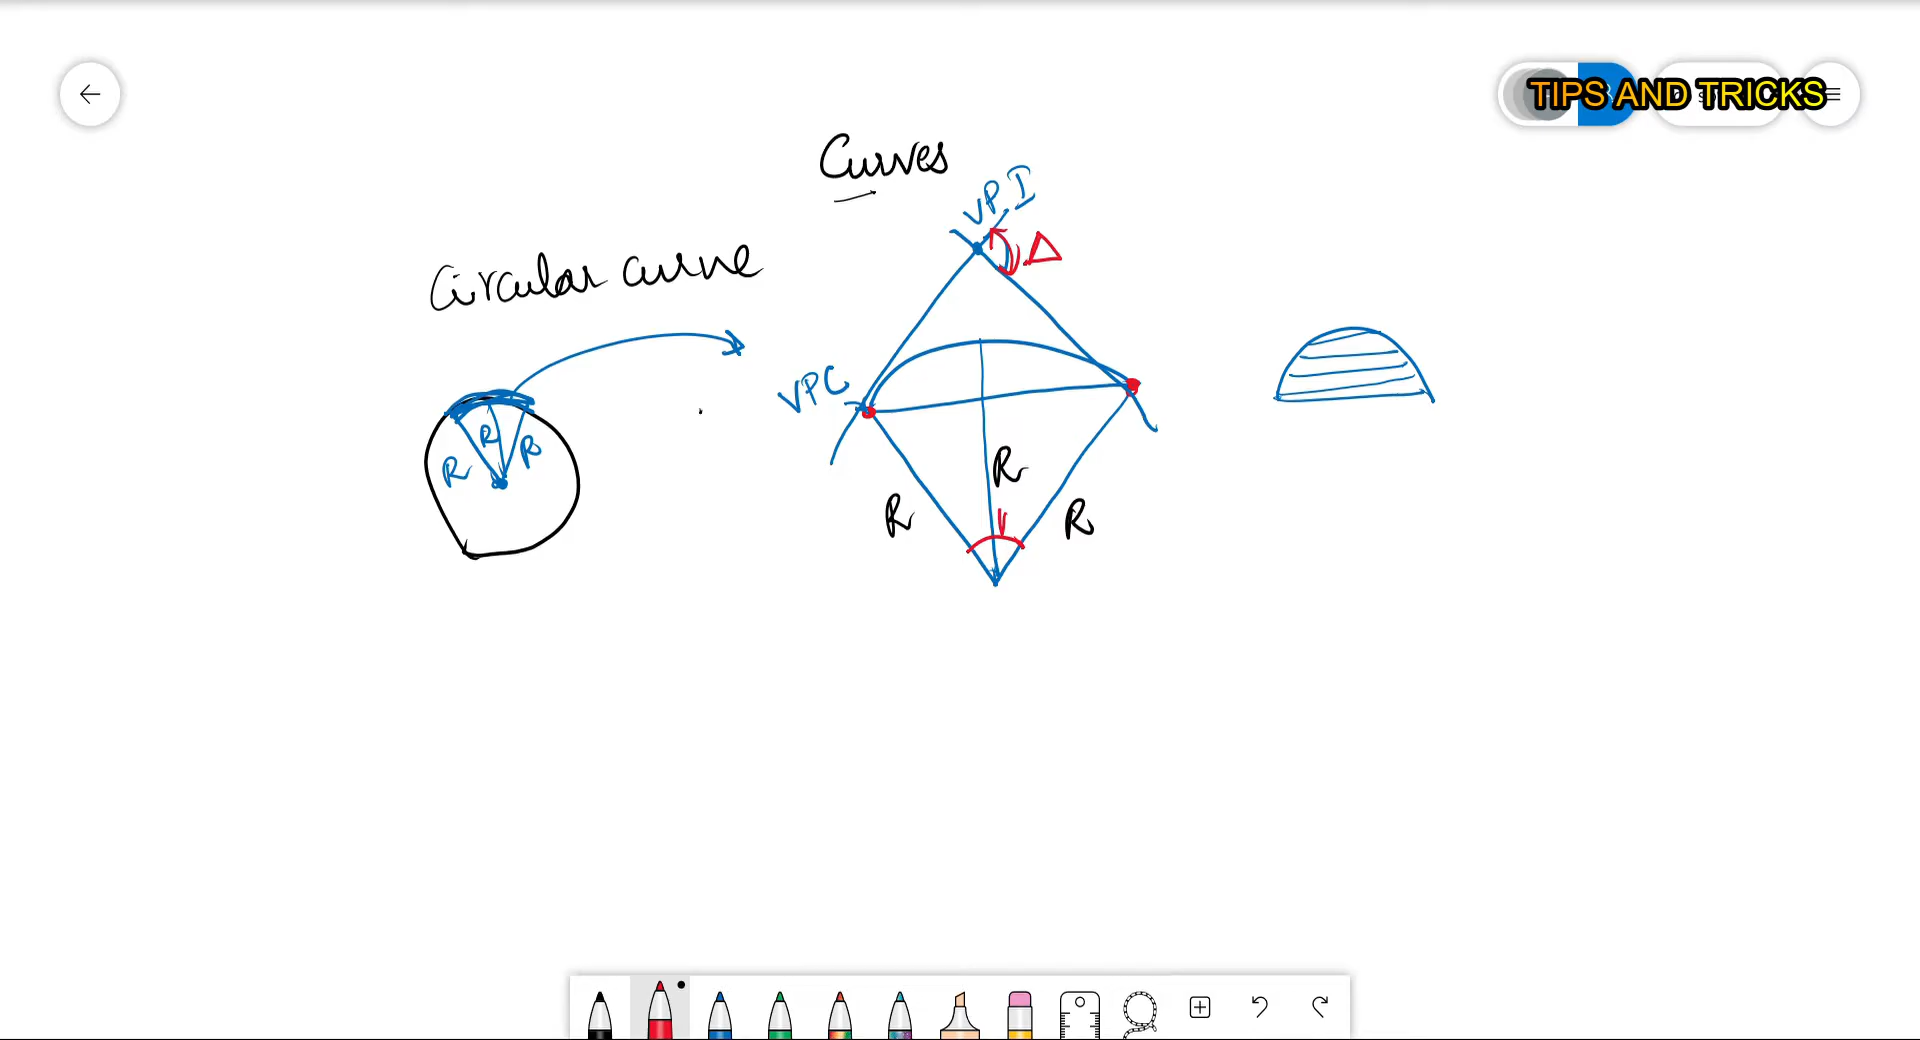 TIPS AND TRICKS
Curves
VPI
Δ
Circular curve
VPC
R
R
R
R
R
R